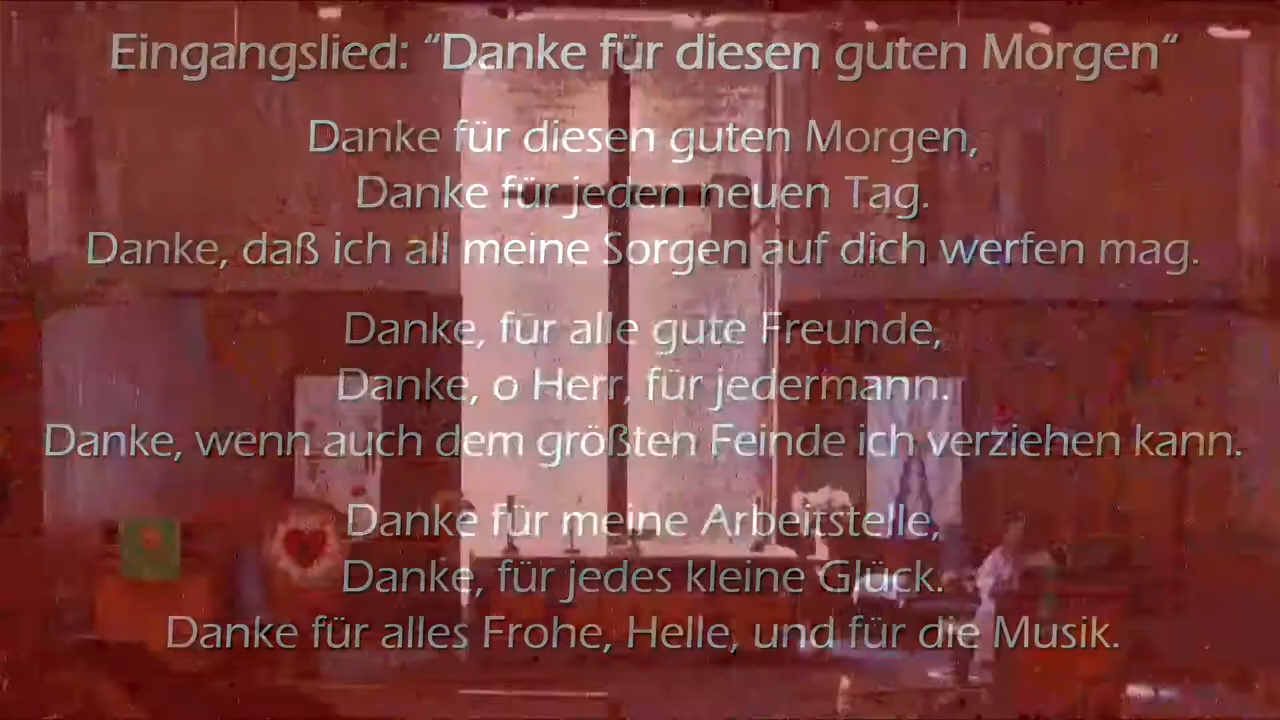 Eingangslied: “Danke für diesen guten Morgen“
Danke für diesen guten Morgen,
Danke für jeden neuen Tag.
Danke, daß ich all meine Sorgen auf dich werfen mag.
Danke, für alle gute Freunde,
Danke, o Herr, für jedermann.
Danke, wenn auch dem größten Feinde ich verziehen kann.
Danke für meine Arbeitstelle,
Danke, für jedes kleine Glück.
Danke für alles Frohe, Helle, und für die Musik.